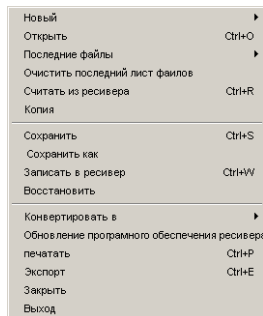 Новый
Открыть Ctrl+O
Последние файлы
Очистить последний лист фаилов
Считать из ресивера Ctrl+R
Копия
Сохранить Ctrl+S
Сохранить как
Записать в ресивер Ctrl+W
Восстановить
Конвертировать в
Обновление програмного обеспечения ресивера
печатать Ctrl+P
Экспорт Ctrl+E
Закрыть
Выход